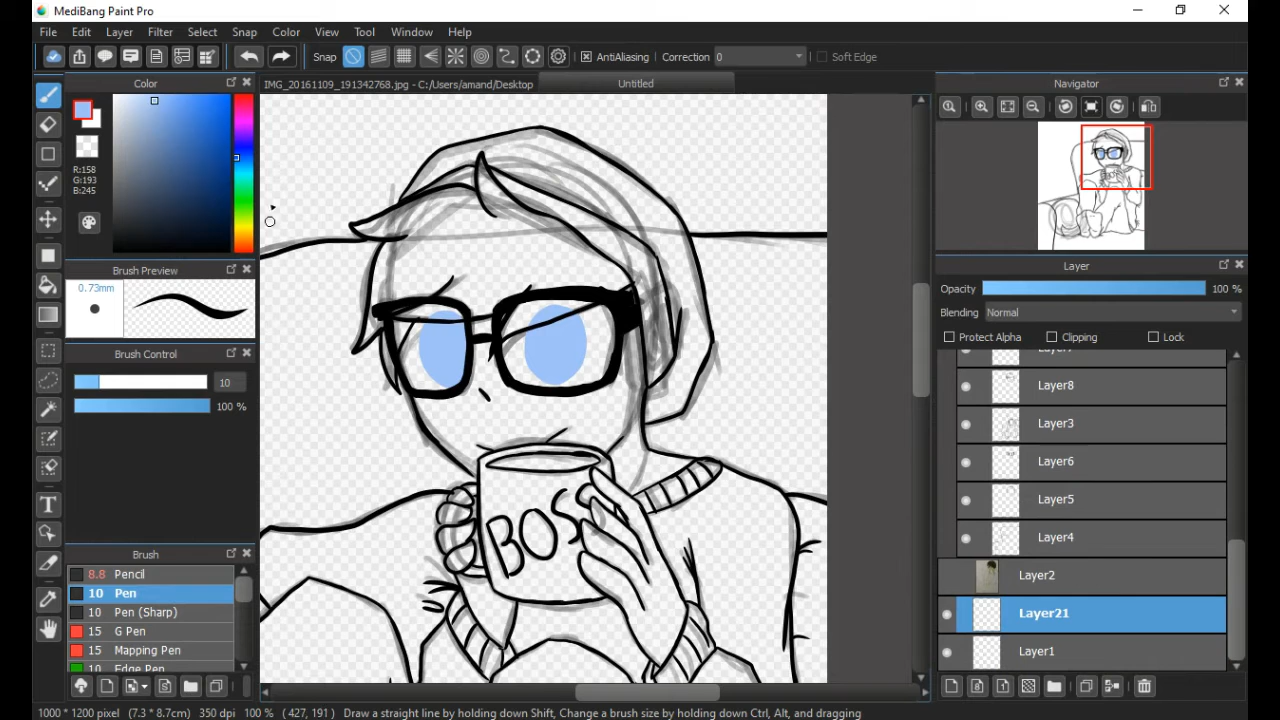 MediBang Paint Pro
File Edit Layer Filter Select Snap Color View Tool Window Help
Snap AntiAliasing Correction 0 Soft Edge
Color
IMG_20161109_191342768.jpg - C:/Users/amand/Desktop Untitled
Navigator
R:158
G:193
B:245
Brush Preview
0.73mm
Brush Control
10
100 %
Layer
Opacity 100 %
Blending Normal
Protect Alpha Clipping Lock
Layer8
Layer3
Layer6
Layer5
Layer4
Layer2
Layer21
Layer1
BOSS
Brush
8.8 Pencil
10 Pen
10 Pen (Sharp)
15 G Pen
15 Mapping Pen
10 Edge Pen
1000 * 1200 pixel (7.3 * 8.7cm) 350 dpi 100 % ( 427, 191 ) Draw a straight line by holding down Shift, Change a brush size by holding down Ctrl, Alt, and dragging